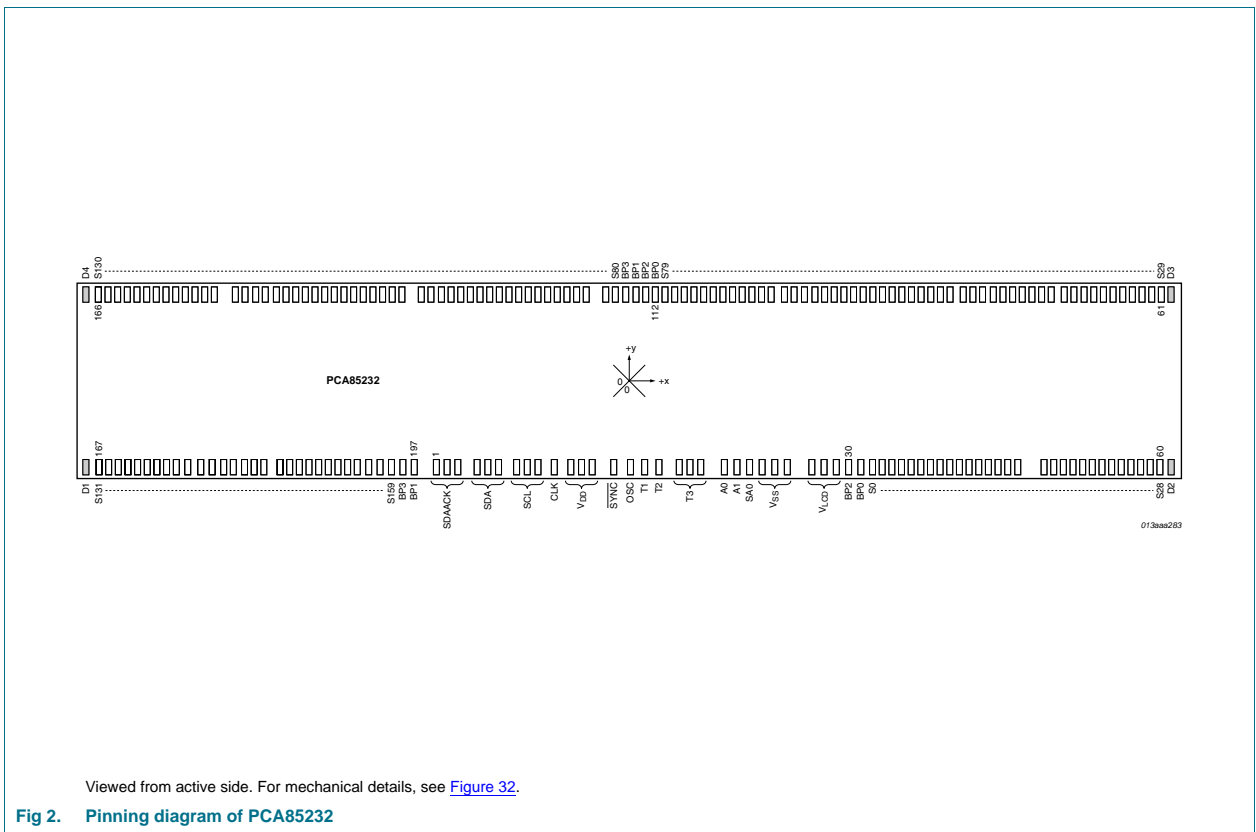 D4
S130
S80
BP3
BP1
BP2
BP0
S79
S29
D3
166
112
61
+y
0
0
+x
PCA85232
167
197
1
30
60
D1
S131
S159
BP3
BP1
SDAACK
SDA
SCL
CLK
VDD
SYNC
OSC
T1
T2
T3
A0
A1
SA0
VSS
VLCD
BP2
BP0
S0
S28
D2
013aaa283
Viewed from active side. For mechanical details, see Figure 32.
Fig 2. Pinning diagram of PCA85232